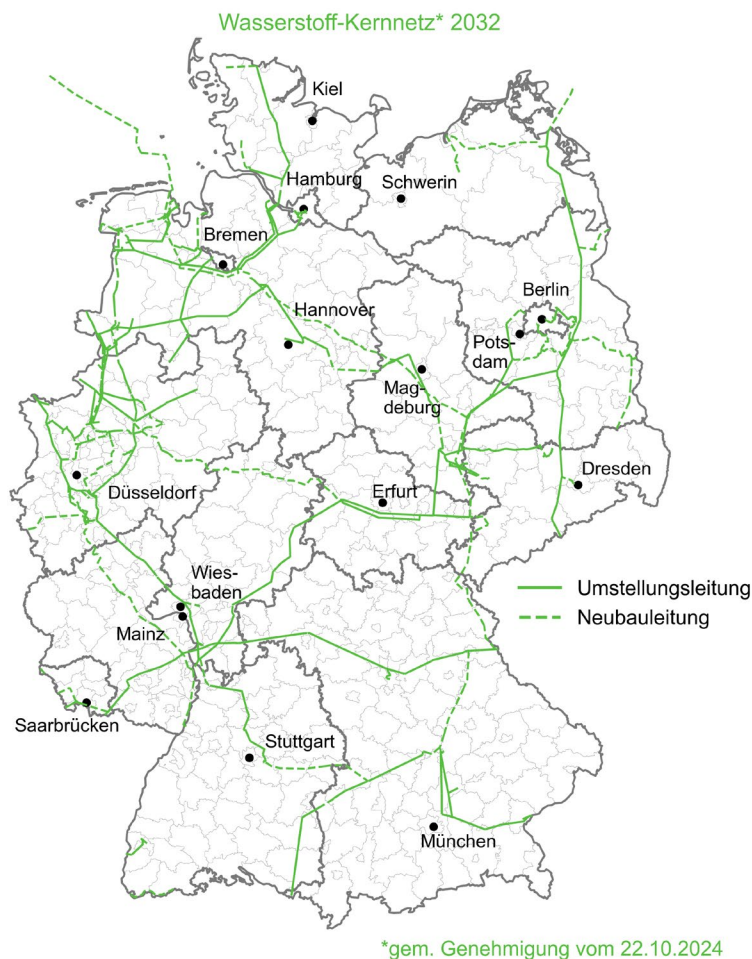 Wasserstoff-Kernnetz* 2032
Kiel
Hamburg
Schwerin
Bremen
Berlin
Hannover
Pots-
dam
Mag-
deburg
Dresden
Düsseldorf
Erfurt
Wies-
baden
Umstellungsleitung
Neubauleitung
Mainz
Saarbrücken
Stuttgart
München
*gem. Genehmigung vom 22.10.2024